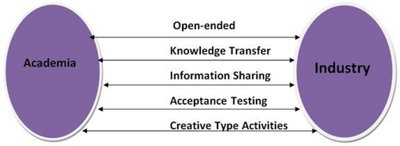 Open-ended
Knowledge Transfer
Academia
Information Sharing
Industry
Acceptance Testing
Creative Type Activities